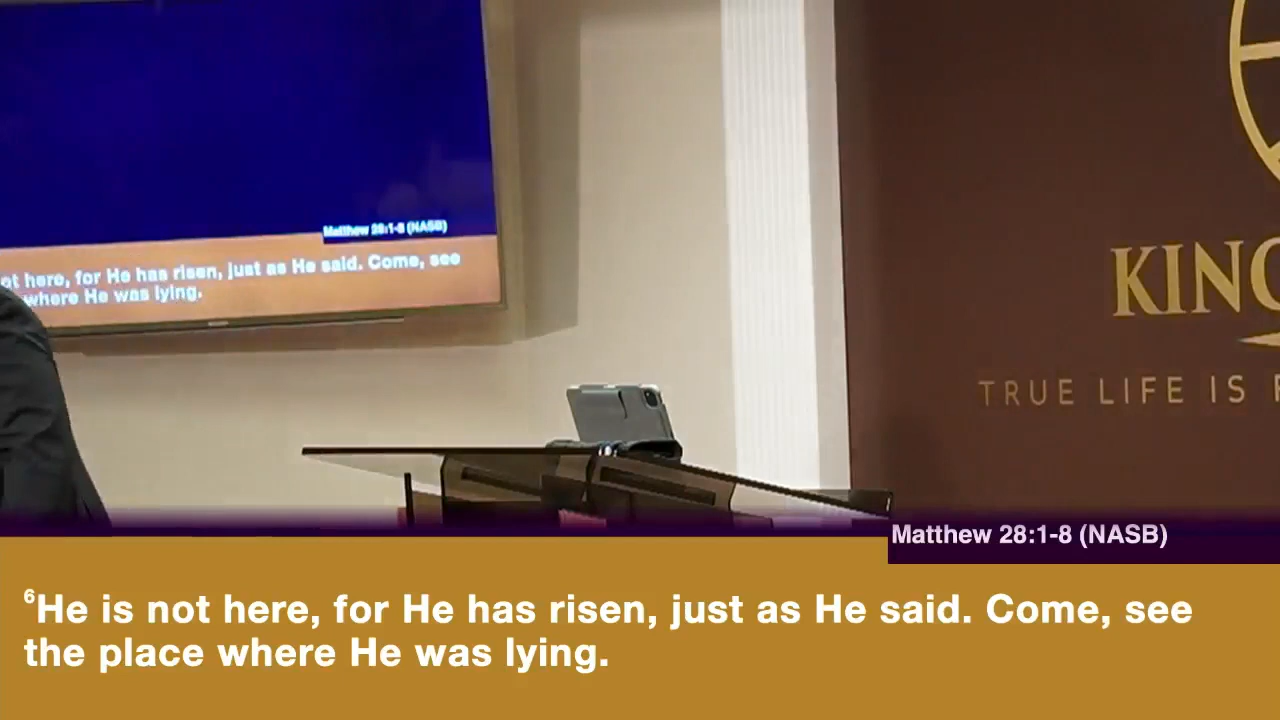 Matthew 28:1-8 (NASB)
ot here, for He has risen, just as He said. Come, see
where He was lying.
KING
TRUE LIFE IS
Matthew 28:1-8 (NASB)
⁶He is not here, for He has risen, just as He said. Come, see
the place where He was lying.